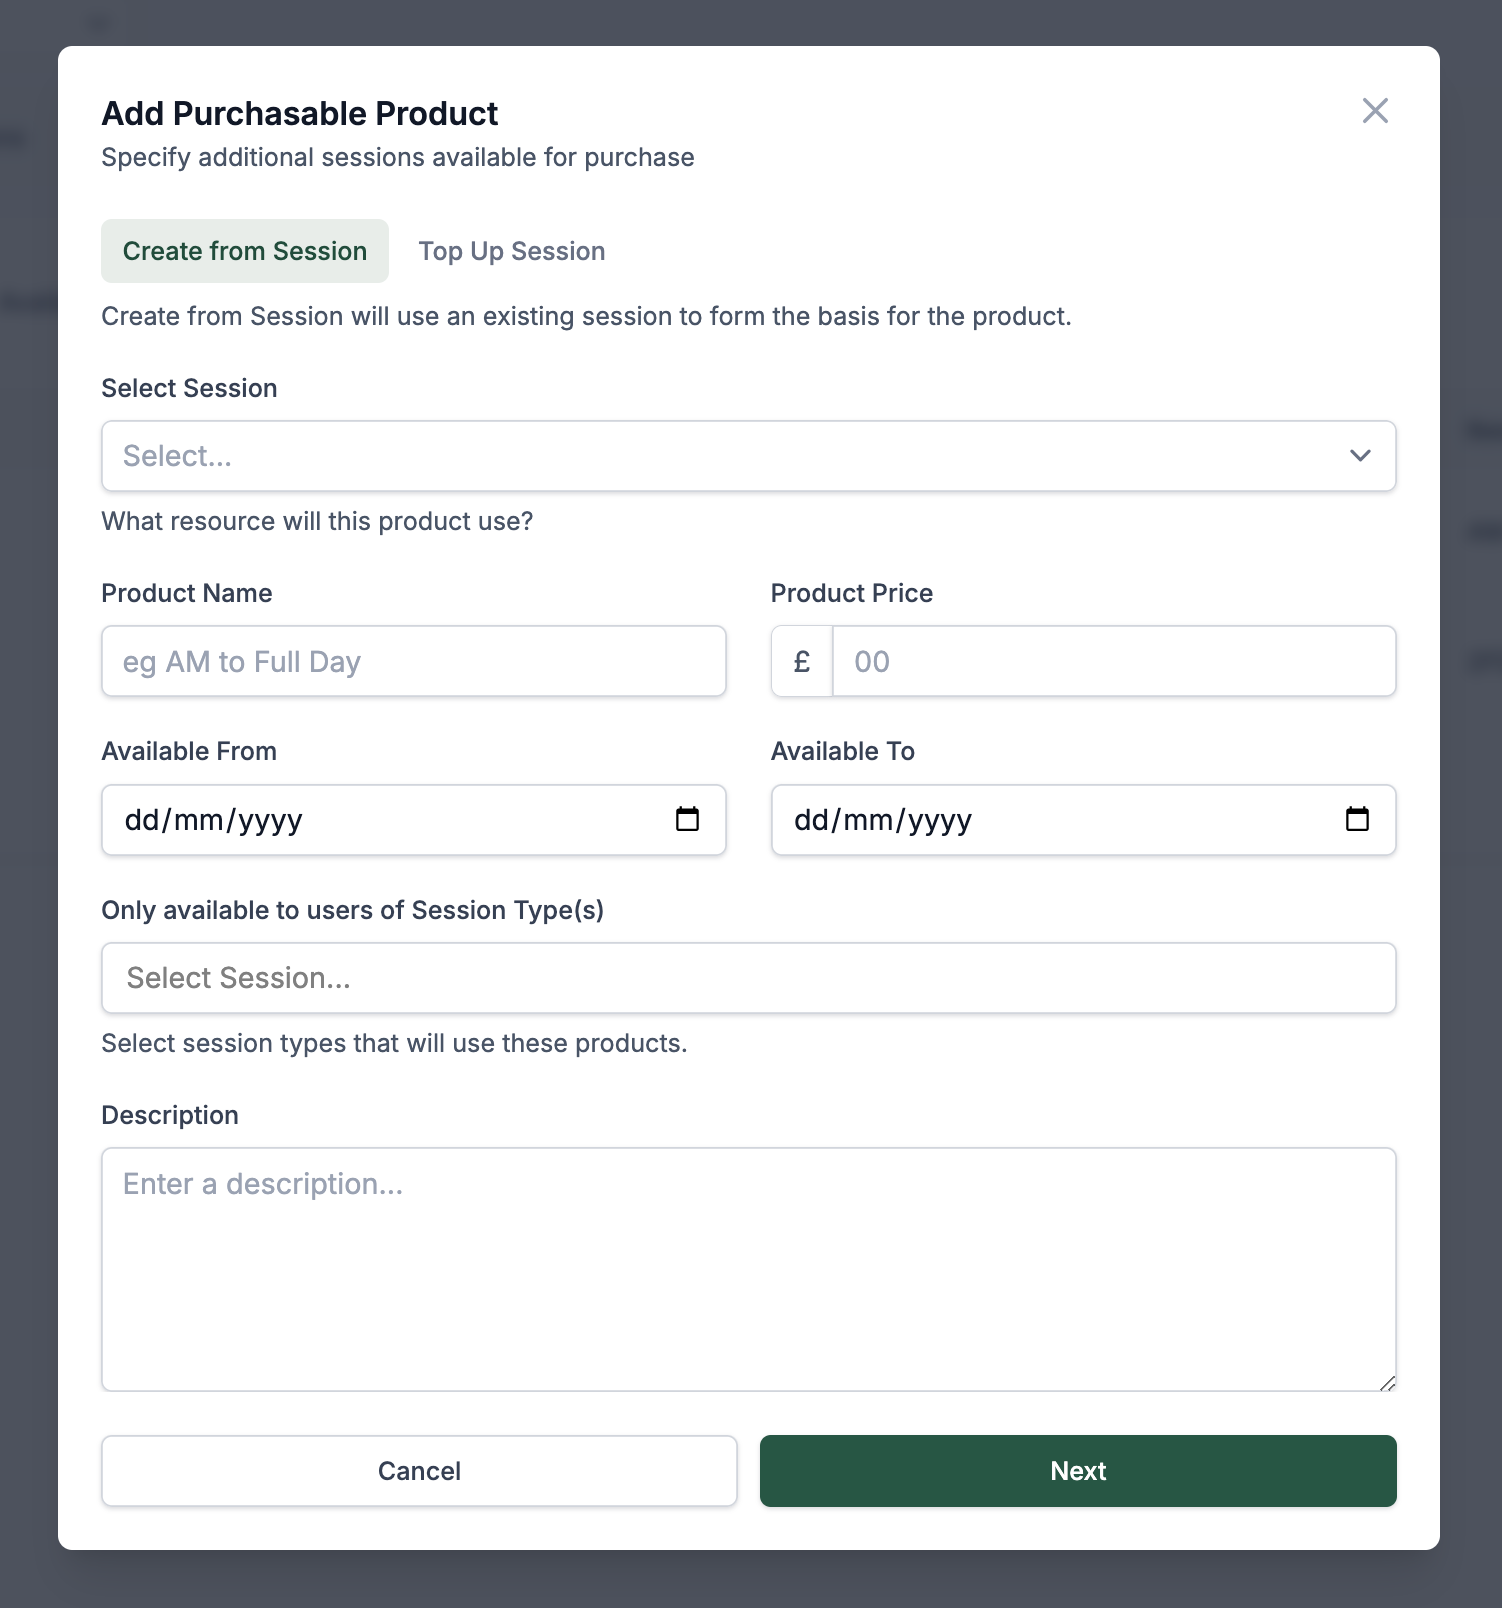 Add Purchasable Product
Specify additional sessions available for purchase
Create from Session
Top Up Session
Create from Session will use an existing session to form the basis for the product.
Select Session
Select...
What resource will this product use?
Product Name
Product Price
eg AM to Full Day
£ 00
Available From
Available To
dd/mm/yyyy
dd/mm/yyyy
Only available to users of Session Type(s)
Select Session...
Select session types that will use these products.
Description
Enter a description...
Cancel
Next